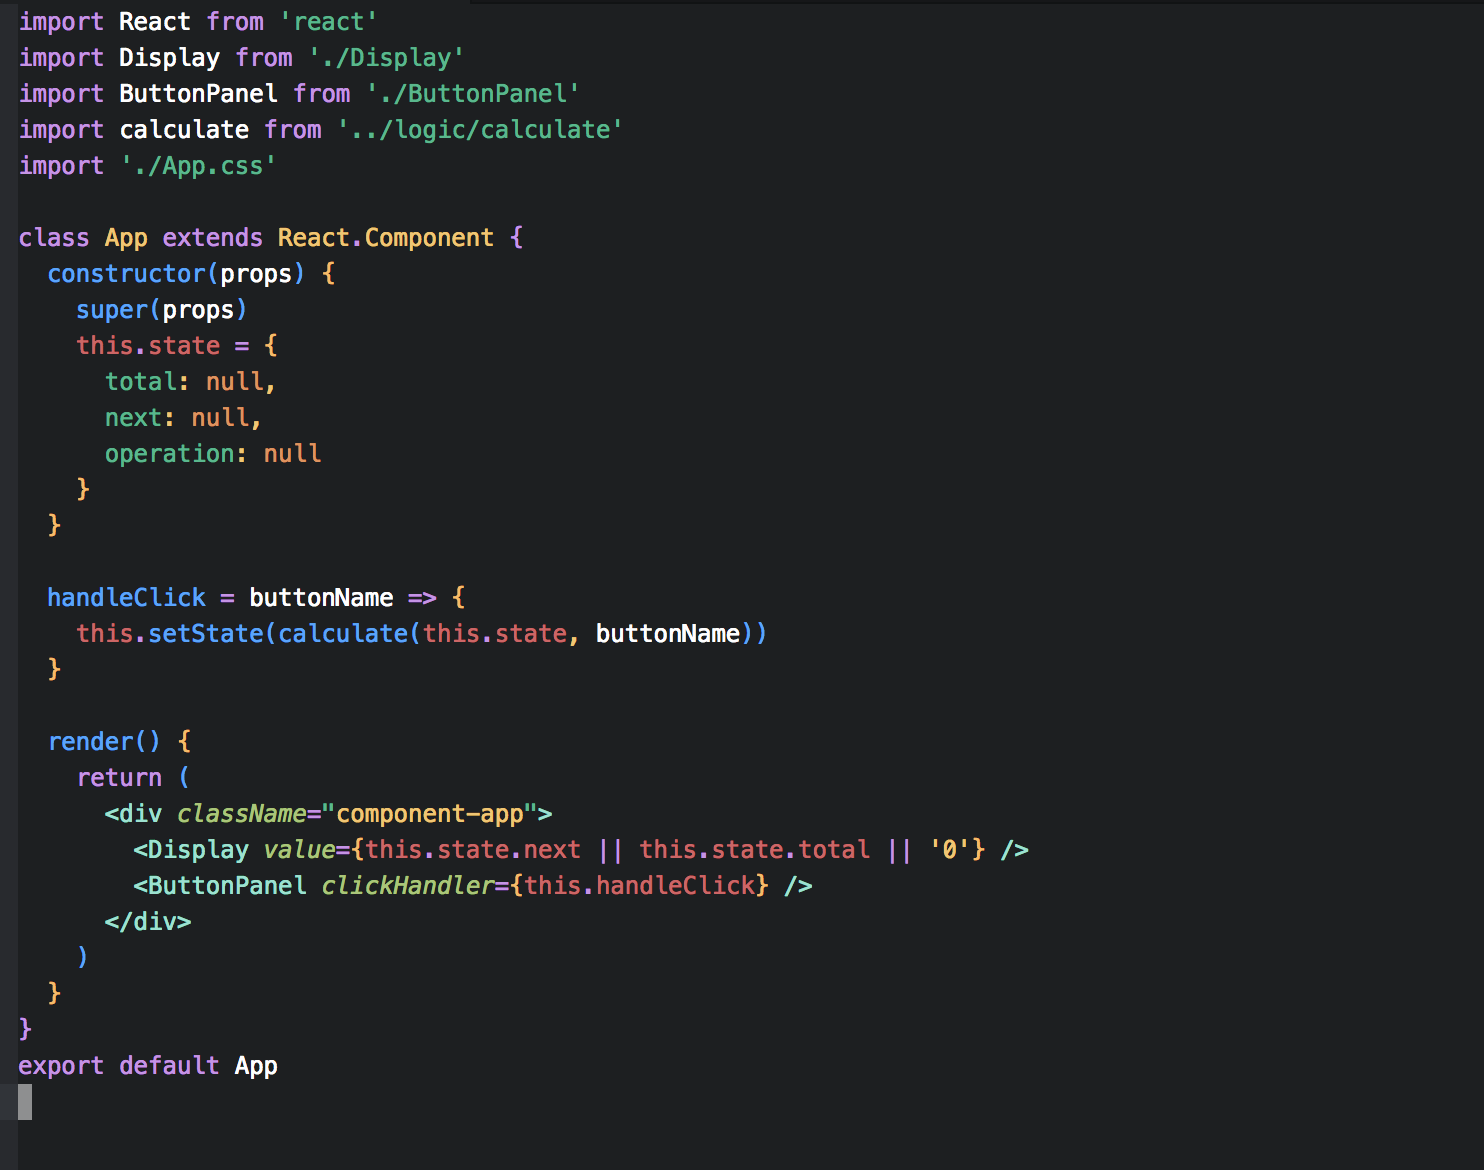 import React from 'react'
import Display from './Display'
import ButtonPanel from './ButtonPanel'
import calculate from '../logic/calculate'
import './App.css'

class App extends React.Component {
  constructor(props) {
    super(props)
    this.state = {
      total: null,
      next: null,
      operation: null
    }
  }

  handleClick = buttonName => {
    this.setState(calculate(this.state, buttonName))
  }

  render() {
    return (
      <div className="component-app">
        <Display value={this.state.next || this.state.total || '0'} />
        <ButtonPanel clickHandler={this.handleClick} />
      </div>
    )
  }
}
export default App